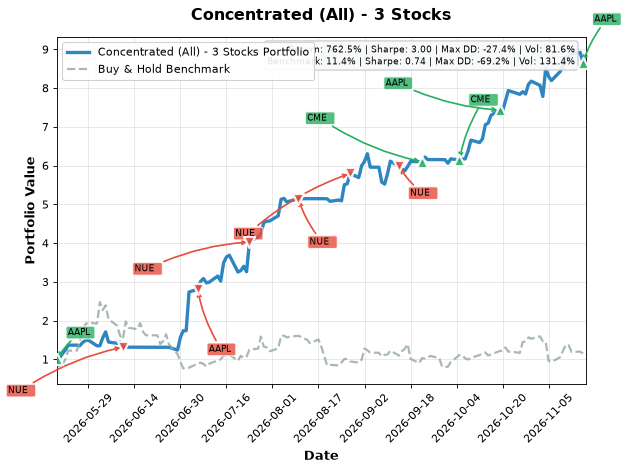 Concentrated (All) - 3 Stocks
AAPL
Concentrated (All) - 3 Stocks Portfolio
Buy & Hold Benchmark
n: 762.5% | Sharpe: 3.00 | Max DD: -27.4% | Vol: 81.6%
Benchmark: 11.4% | Sharpe: 0.74 | Max DD: -69.2% | Vol: 131.4%
AAPL
CME
CME
NUE
NUE
NUE
NUE
AAPL
AAPL
NUE
Portfolio Value
9
8
7
6
5
4
3
2
1
2026-05-29
2026-06-14
2026-06-30
2026-07-16
2026-08-01
2026-08-17
2026-09-02
2026-09-18
2026-10-04
2026-10-20
2026-11-05
Date